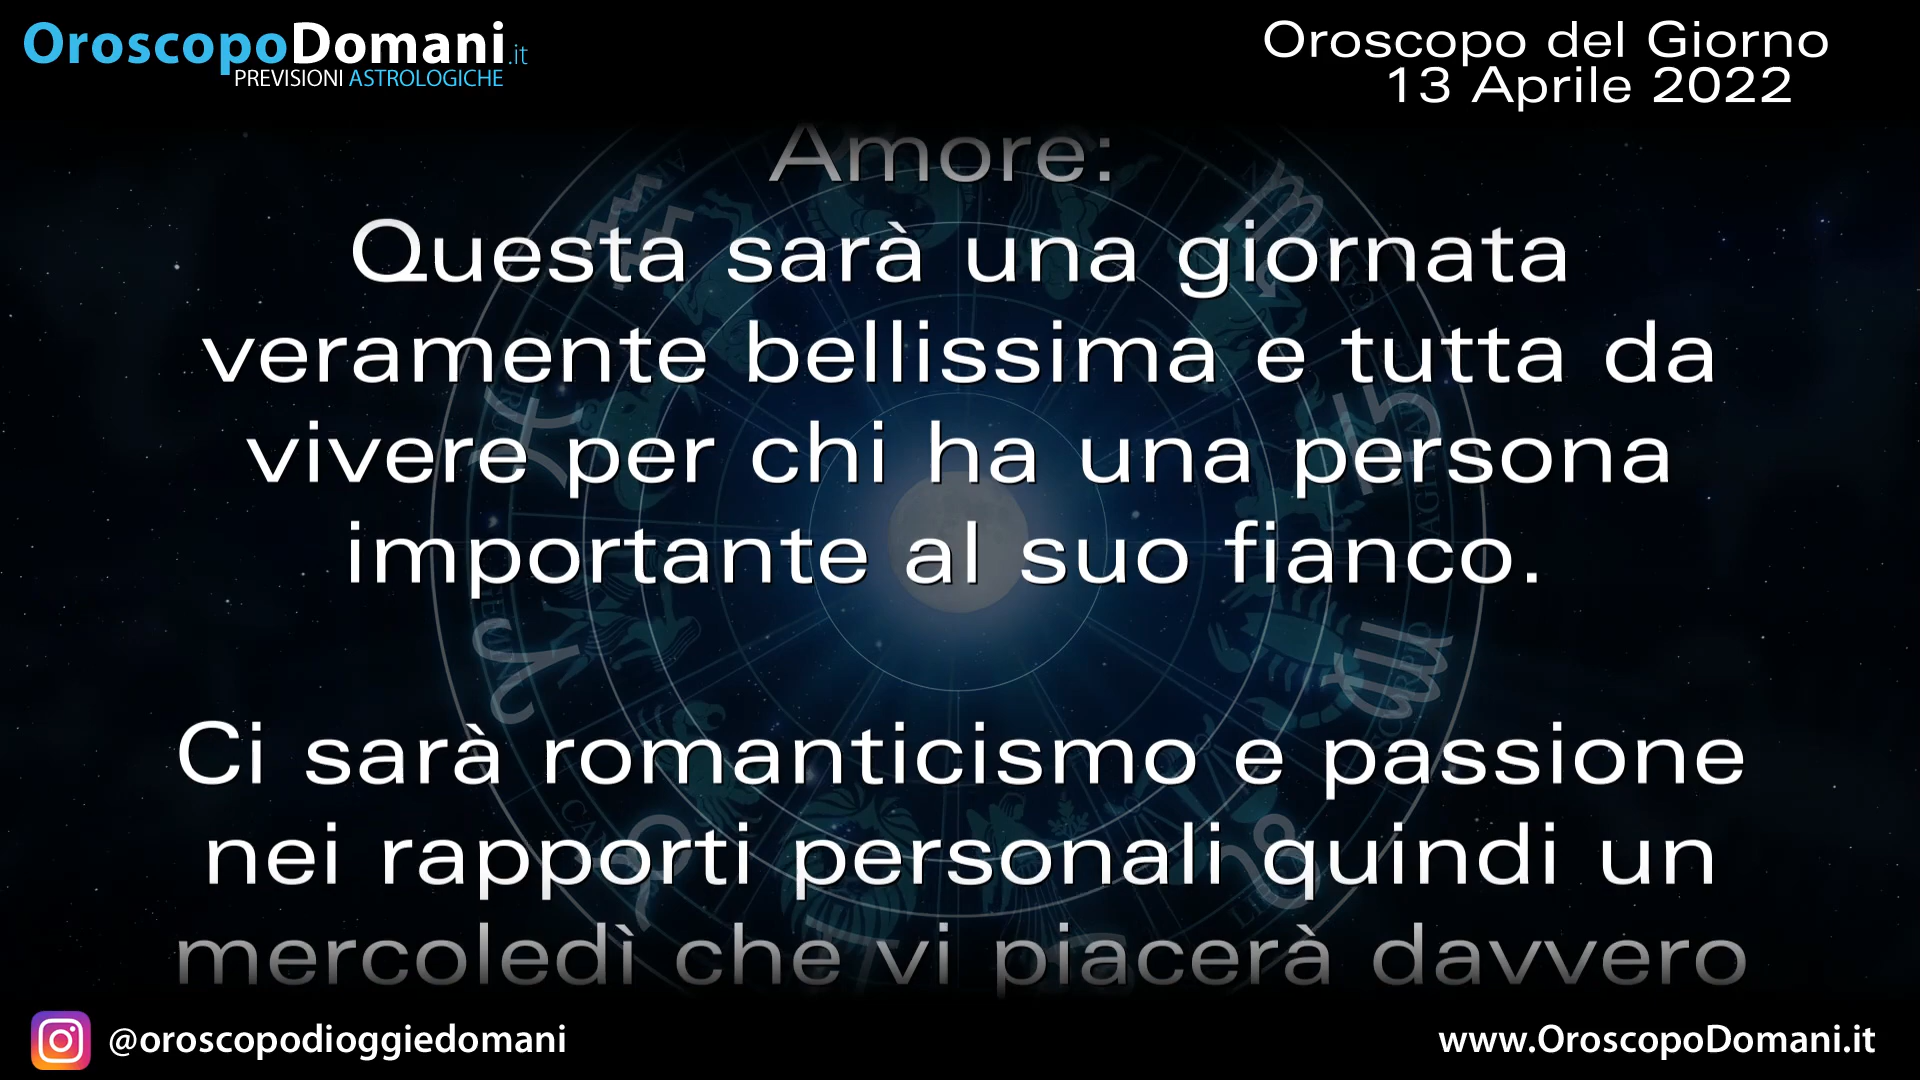 OroscopoDomani.it
PREVISIONI ASTROLOGICHE
Oroscopo del Giorno
13 Aprile 2022
Amore:
Questa sarà una giornata
veramente bellissima e tutta da
vivere per chi ha una persona
importante al suo fianco.
Ci sarà romanticismo e passione
nei rapporti personali quindi un
mercoledì che vi piacerà davvero
@oroscopodioggiedomani
www.OroscopoDomani.it